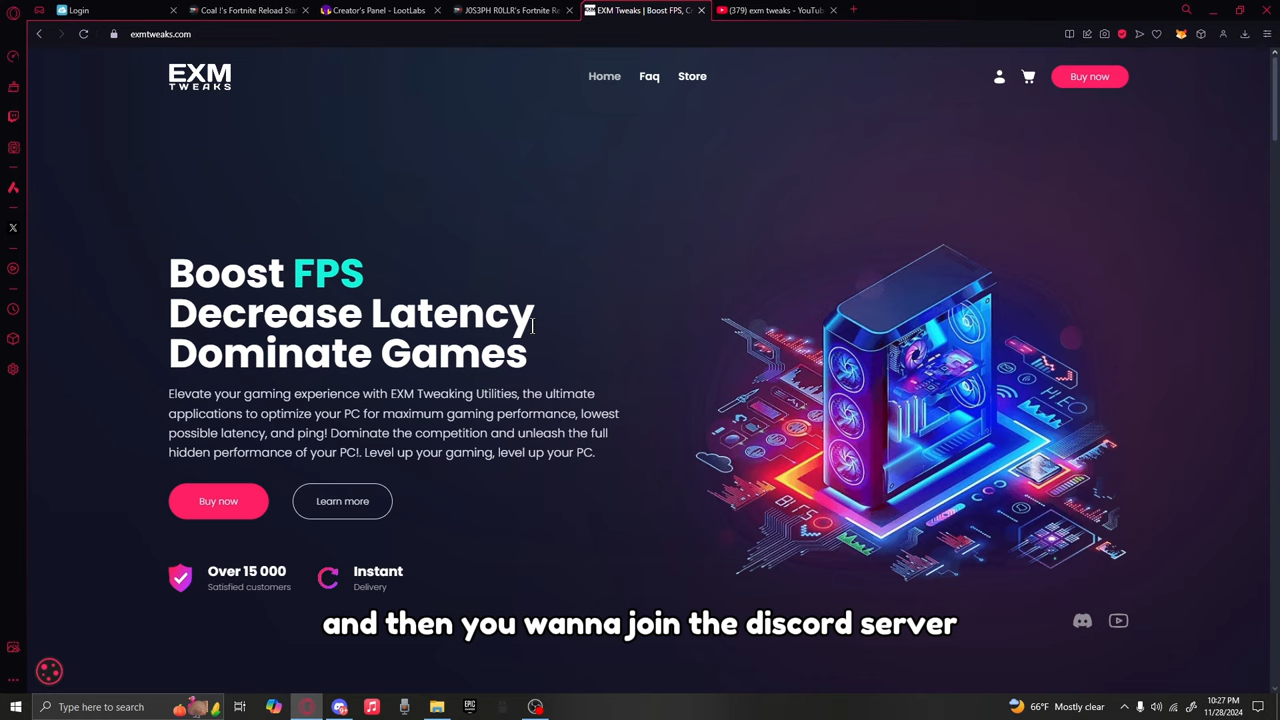 Login
Coal !'s Fortnite Reload Sta
Creator's Panel - LootLabs
J0S3PH R0LLR's Fortnite Re
EXM Tweaks | Boost FPS, C
(379) exm tweaks - YouTub
exmtweaks.com
EXM
TWEAKS
Home
Faq
Store
Buy now
Boost FPS
Decrease Latency
Dominate Games
Elevate your gaming experience with EXM Tweaking Utilities, the ultimate
applications to optimize your PC for maximum gaming performance, lowest
possible latency, and ping! Dominate the competition and unleash the full
hidden performance of your PC!. Level up your gaming, level up your PC.
Buy now
Learn more
Over 15 000
Satisfied customers
Instant
Delivery
and then you wanna join the discord server
Type here to search
EPIC
66°F Mostly clear
10:27 PM
11/28/2024